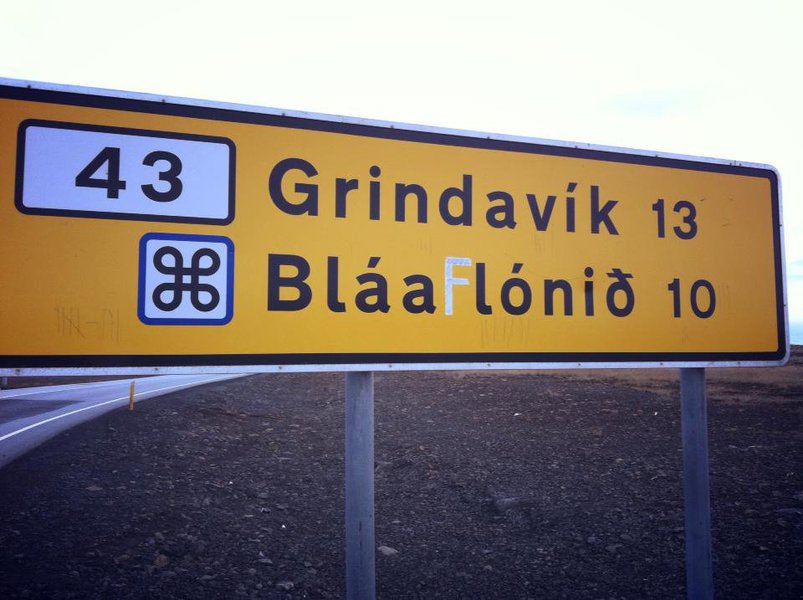 43 Grindavík 13
⌘ BláaFlónið 10